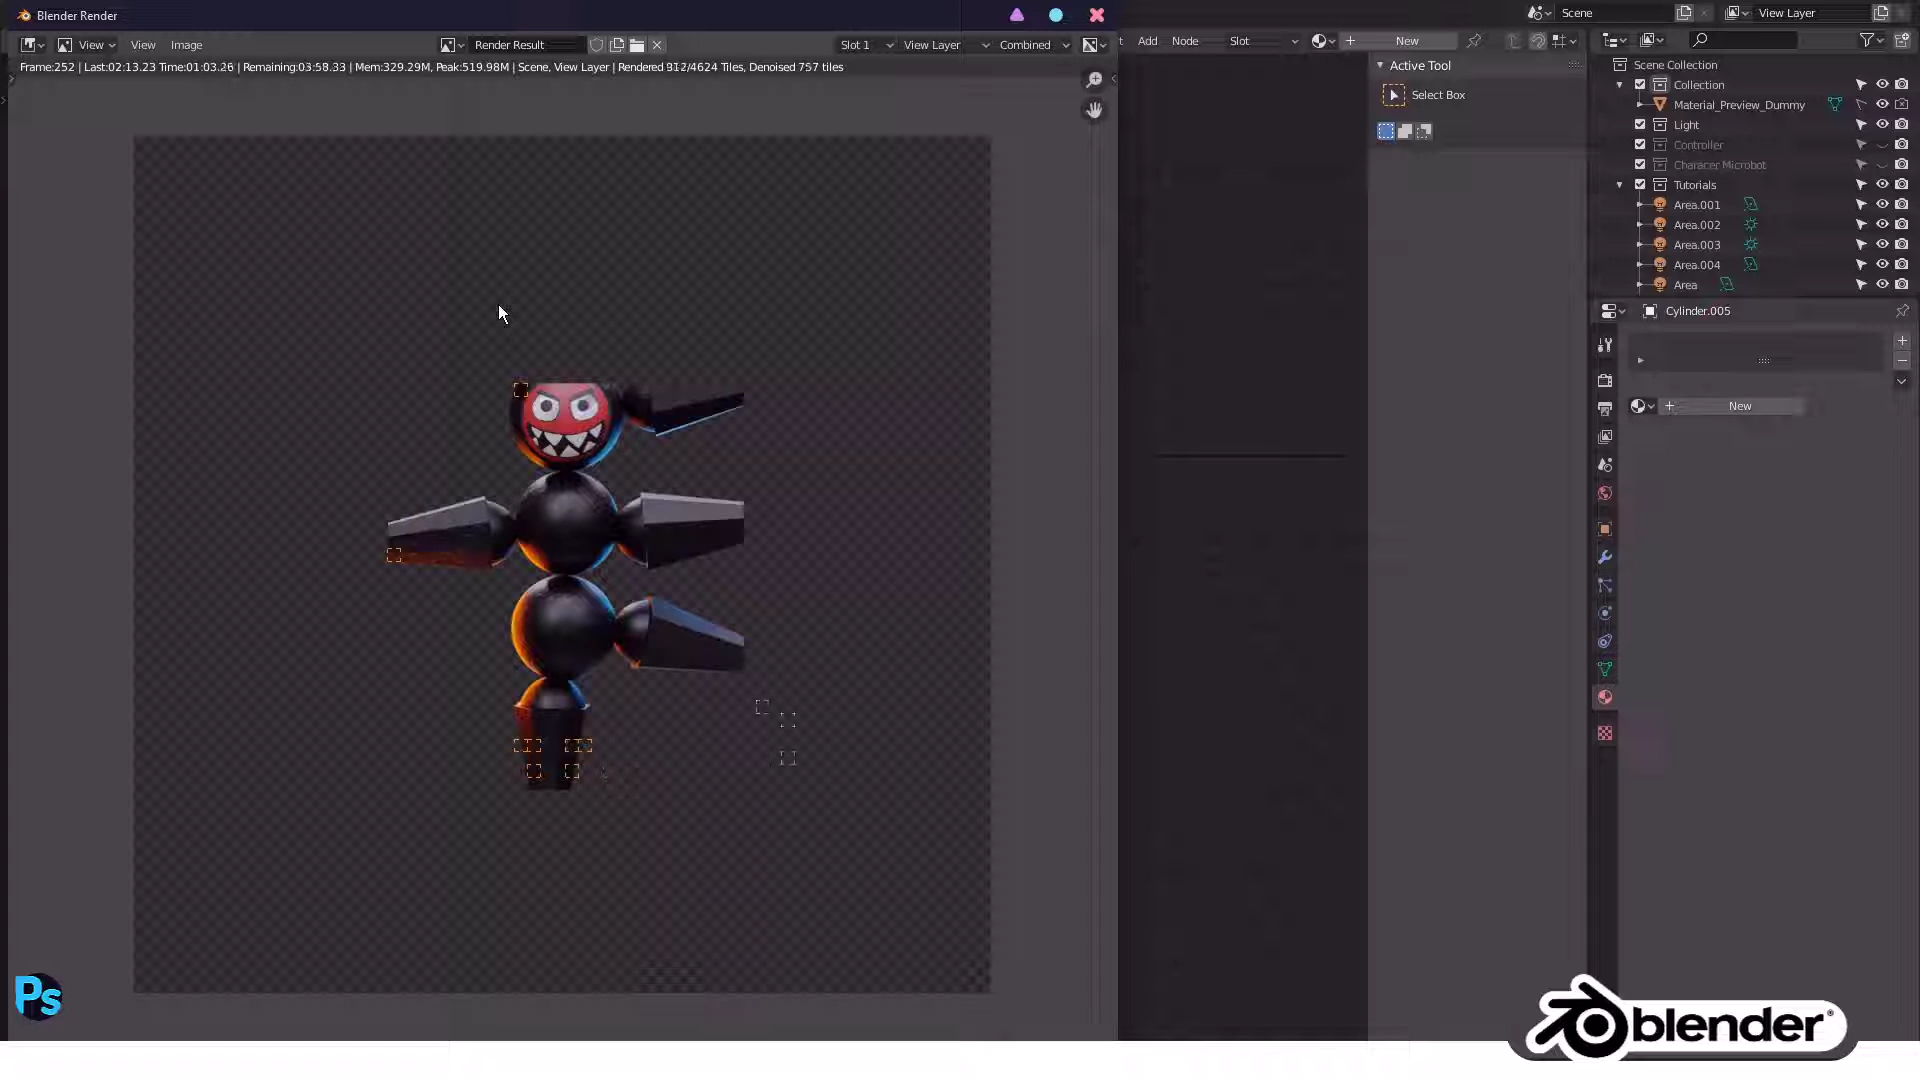 Blender Render
View View Image
Render Result
Slot 1 View Layer Combined
Frame:252 | Last:02:13.23 Time:01:03.26 | Remaining:03:58.33 | Mem:329.29M, Peak:519.98M | Scene, View Layer | Rendered 912/4624 Tiles, Denoised 757 tiles
Add Node Slot New
Active Tool
Select Box
Scene View Layer
Scene Collection
Collection
Material_Preview_Dummy
Light
Controller
Characer Microbot
Tutorials
Area.001
Area.002
Area.003
Area.004
Area
Cylinder.005
New
Ps
blender